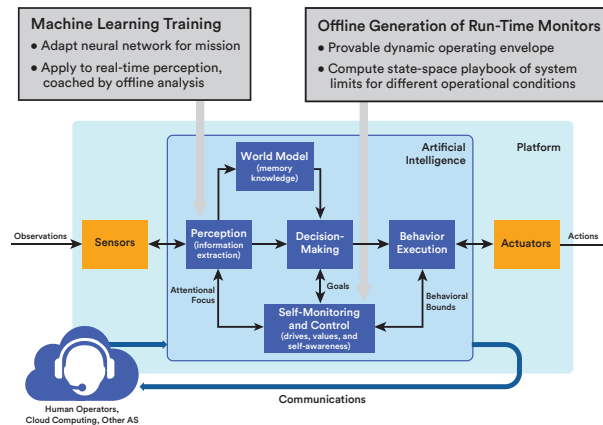 Machine Learning Training
• Adapt neural network for mission
• Apply to real-time perception,
coached by offline analysis
Offline Generation of Run-Time Monitors
• Provable dynamic operating envelope
• Compute state-space playbook of system
limits for different operational conditions
Artificial
Intelligence
Platform
World Model
(memory
knowledge)
Observations
Sensors
Perception
(information
extraction)
Decision-
Making
Behavior
Execution
Actuators
Actions
Attentional
Focus
Goals
Behavioral
Bounds
Self-Monitoring
and Control
(drives, values, and
self-awareness)
Communications
Human Operators,
Cloud Computing, Other AS